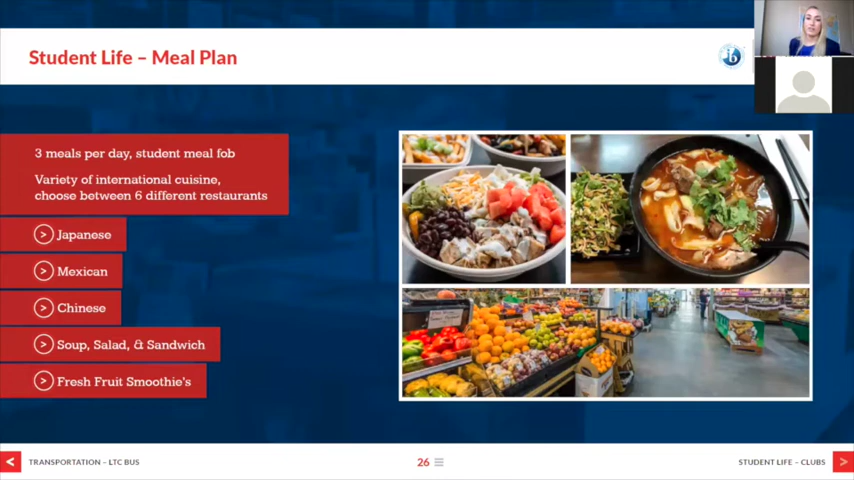 Student Life – Meal Plan
3 meals per day, student meal fob
Variety of international cuisine,
choose between 6 different restaurants
Japanese
Mexican
Chinese
Soup, Salad, & Sandwich
Fresh Fruit Smoothie's
TRANSPORTATION – LTC BUS
26
STUDENT LIFE – CLUBS